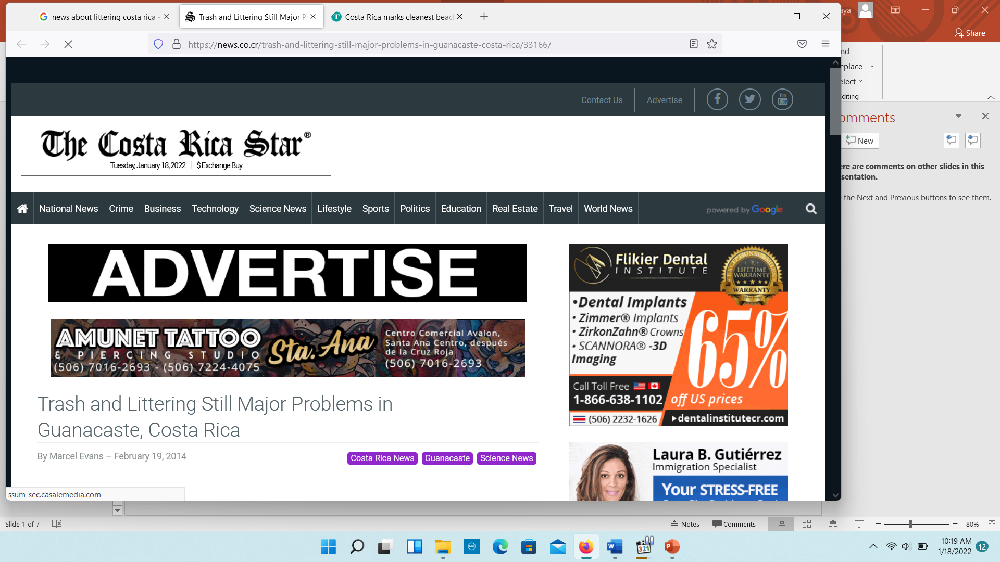 news about littering costa rica -
Trash and Littering Still Major Pr
Costa Rica marks cleanest beac
aya
Share
https://news.co.cr/trash-and-littering-still-major-problems-in-guanacaste-costa-rica/33166/
nd
eplace
elect
diting
Contact Us
Advertise
You
Tube
The Costa Rica Star®
Tuesday, January 18, 2022 | $ Exchange Buy
National News
Crime
Business
Technology
Science News
Lifestyle
Sports
Politics
Education
Real Estate
Travel
World News
powered by Google
omments
New
ere are comments on other slides in this
sentation.
the Next and Previous buttons to see them.
ADVERTISE
AMUNET TATTOO
& PIERCING STUDIO
(506) 7016-2693 - (506) 7224-4075
Sta. Ana
Centro Comercial Avalon,
Santa Ana Centro, después
de la Cruz Roja
(506) 7016-2693
Flikier Dental
INSTITUTE
EXCEPTIONAL SMILES
LIFETIME
WARRANTY
WARRANTY
Flikier Dental
•Dental Implants
• Zimmer® Implants
• ZirkonZahn® Crowns
• SCANNORA® -3D
Imaging
65%
off US prices
Call Toll Free
1-866-638-1102
(506) 2232-1626
dentalinstitutecr.com
Trash and Littering Still Major Problems in
Guanacaste, Costa Rica
By Marcel Evans – February 19, 2014
Costa Rica News
Guanacaste
Science News
Laura B. Gutiérrez
Immigration Specialist
Your STRESS-FREE
ssum-sec.casalemedia.com
Slide 1 of 7
Notes
Comments
80%
DELL
W
321
P
10:19 AM
1/18/2022
12